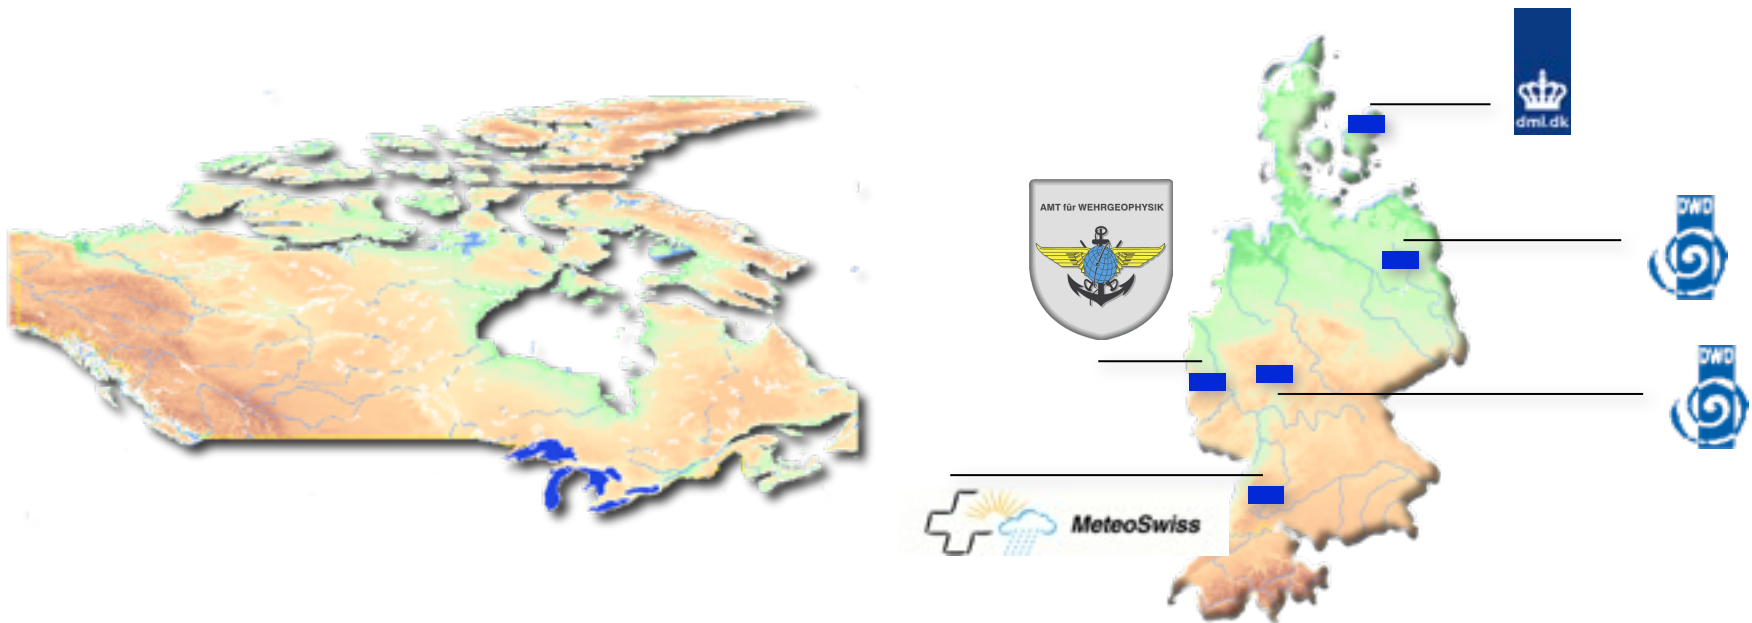 dmi.dk
DWD
AMT für WEHRGEOPHYSIK
DWD
MeteoSwiss